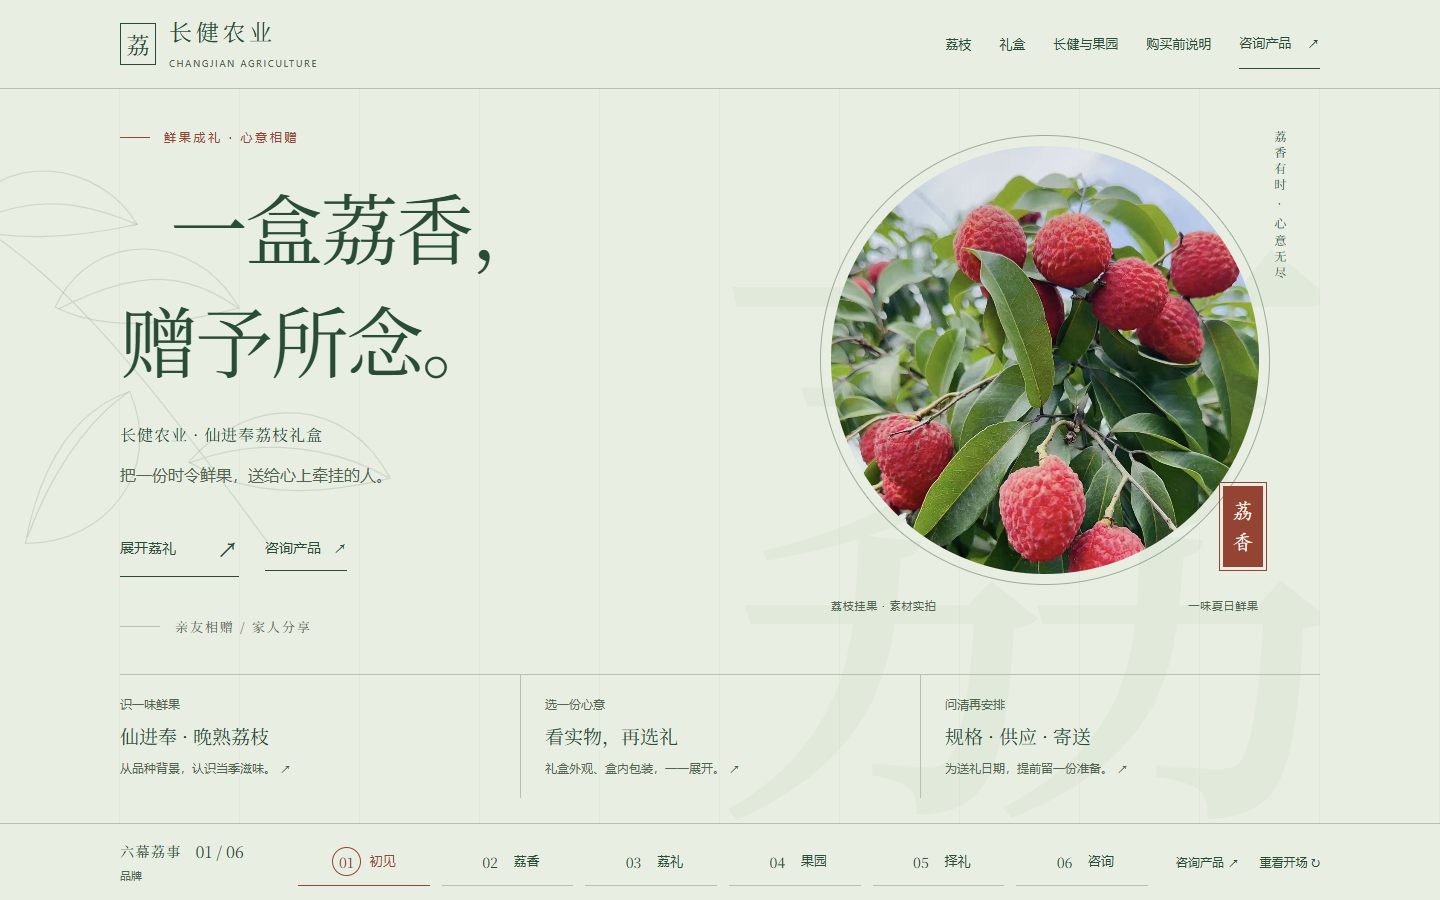 荔
长健农业
CHANGJIAN AGRICULTURE
荔枝
礼盒
长健与果园
购买前说明
咨询产品 ↗
鲜果成礼 · 心意相赠
一盒荔香，
赠予所念。
长健农业 · 仙进奉荔枝礼盒
把一份时令鲜果，送给心上牵挂的人。
展开荔礼 ↗
咨询产品 ↗
亲友相赠 / 家人分享
荔香有时 · 心意无尽
荔香
荔枝挂果 · 素材实拍
一味夏日鲜果
荔
识一味鲜果
仙进奉 · 晚熟荔枝
从品种背景，认识当季滋味。 ↗
选一份心意
看实物，再选礼
礼盒外观、盒内包装，一一展开。 ↗
问清再安排
规格 · 供应 · 寄送
为送礼日期，提前留一份准备。 ↗
六幕荔事 01 / 06
品牌
01 初见
02 荔香
03 荔礼
04 果园
05 择礼
06 咨询
咨询产品 ↗
重看开场 ↻